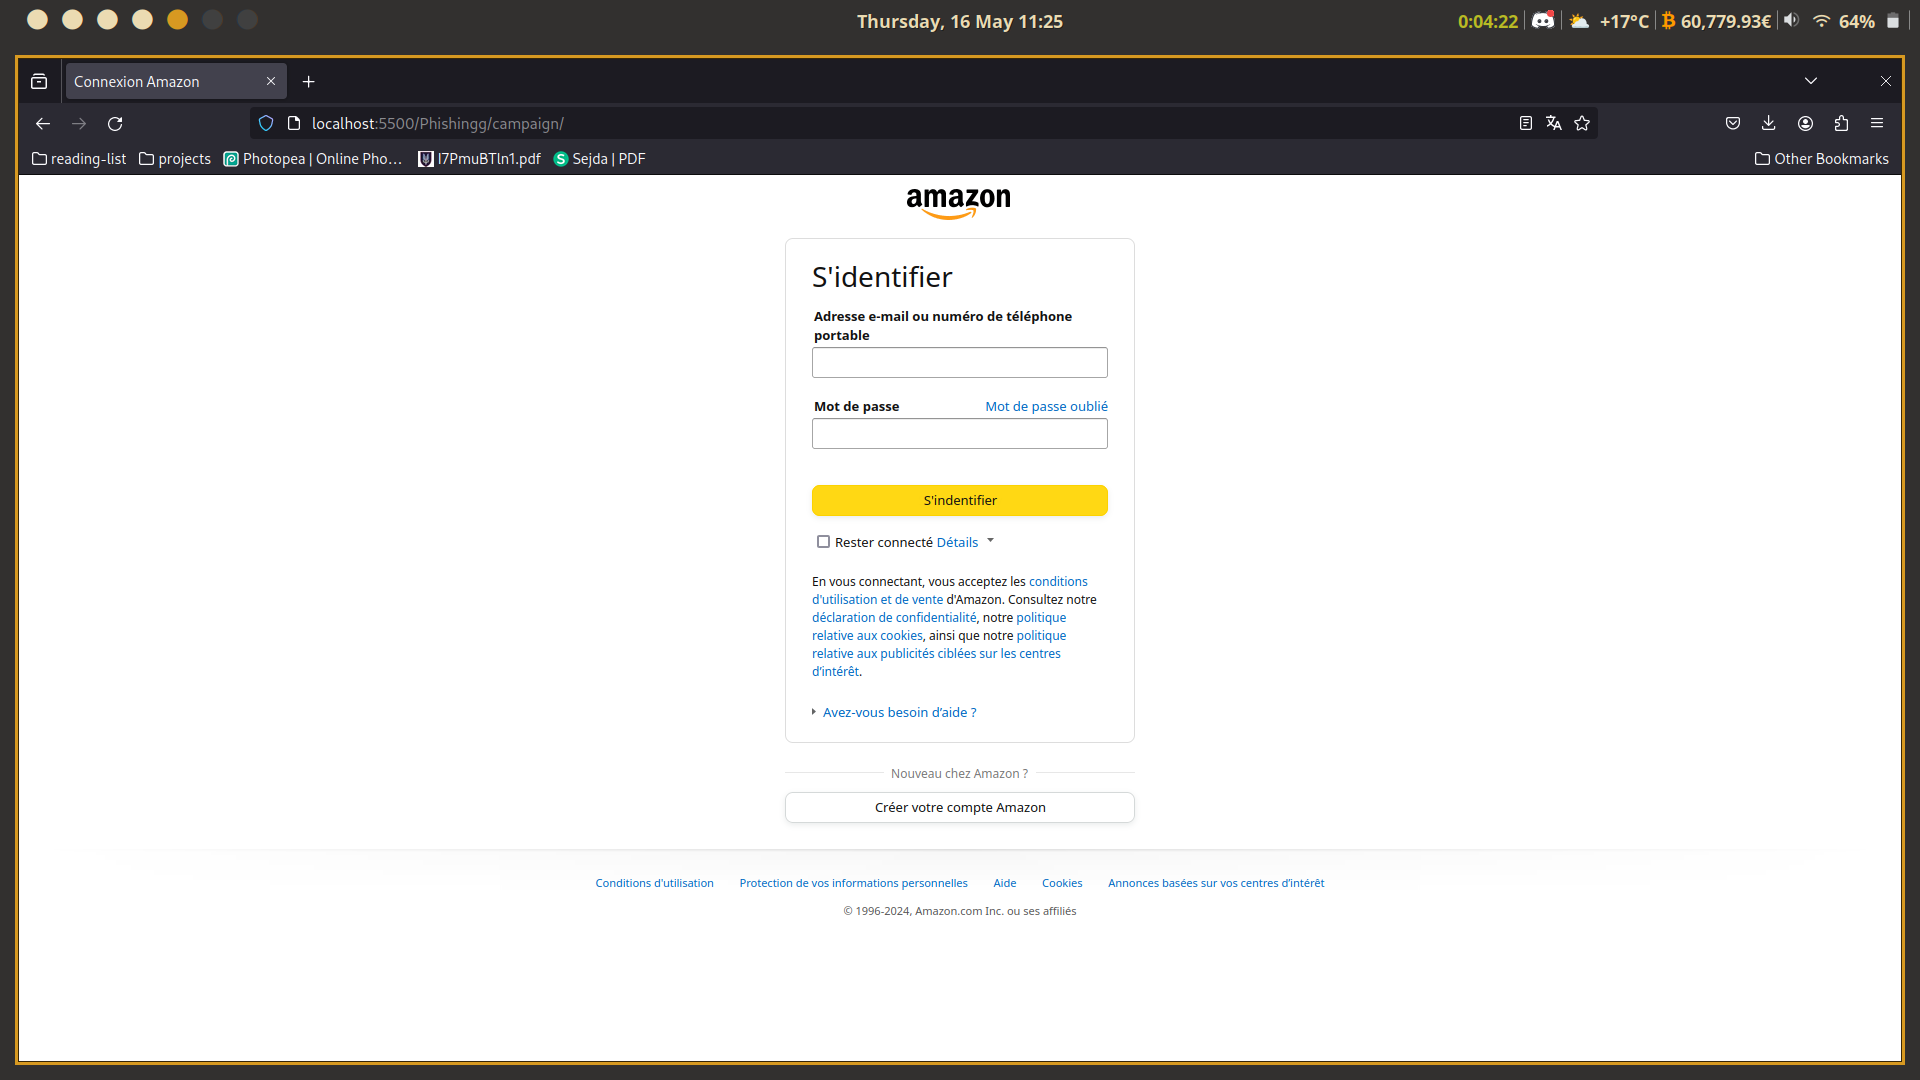 Thursday, 16 May 11:25
0:04:22
+17°C
60,779.93€
64%
Connexion Amazon
localhost:5500/Phishingg/campaign/
reading-list
projects
Photopea | Online Pho…
I7PmuBTln1.pdf
Sejda | PDF
Other Bookmarks
amazon
S'identifier
Adresse e-mail ou numéro de téléphone
portable
Mot de passe
Mot de passe oublié
S'indentifier
Rester connecté Détails
En vous connectant, vous acceptez les conditions
d'utilisation et de vente d'Amazon. Consultez notre
déclaration de confidentialité, notre politique
relative aux cookies, ainsi que notre politique
relative aux publicités ciblées sur les centres
d’intérêt.
Avez-vous besoin d’aide ?
Nouveau chez Amazon ?
Créer votre compte Amazon
Conditions d'utilisation
Protection de vos informations personnelles
Aide
Cookies
Annonces basées sur vos centres d’intérêt
© 1996-2024, Amazon.com Inc. ou ses affiliés